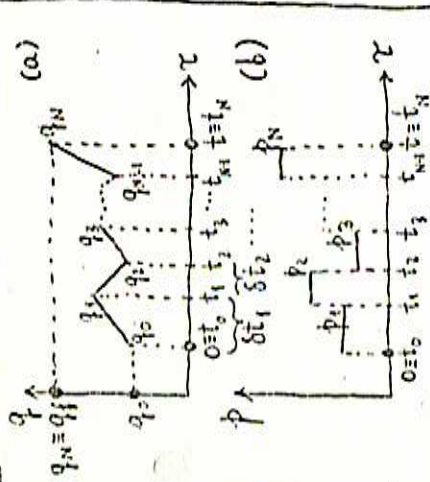 (a)
q
q_N ≡ q_f
q_0
q_0
q_1
q_2
q_3
q_{N-1}
q_N
0≡t_0 t_1 t_2 t_3 ... t_{N-1} t≡t_N
τ
δt_1 δt_2 ......
(b)
p
p_1
p_2
p_3
p_N
0≡t_0 t_1 t_2 t_3 t_{N-1} t≡t_N
τ